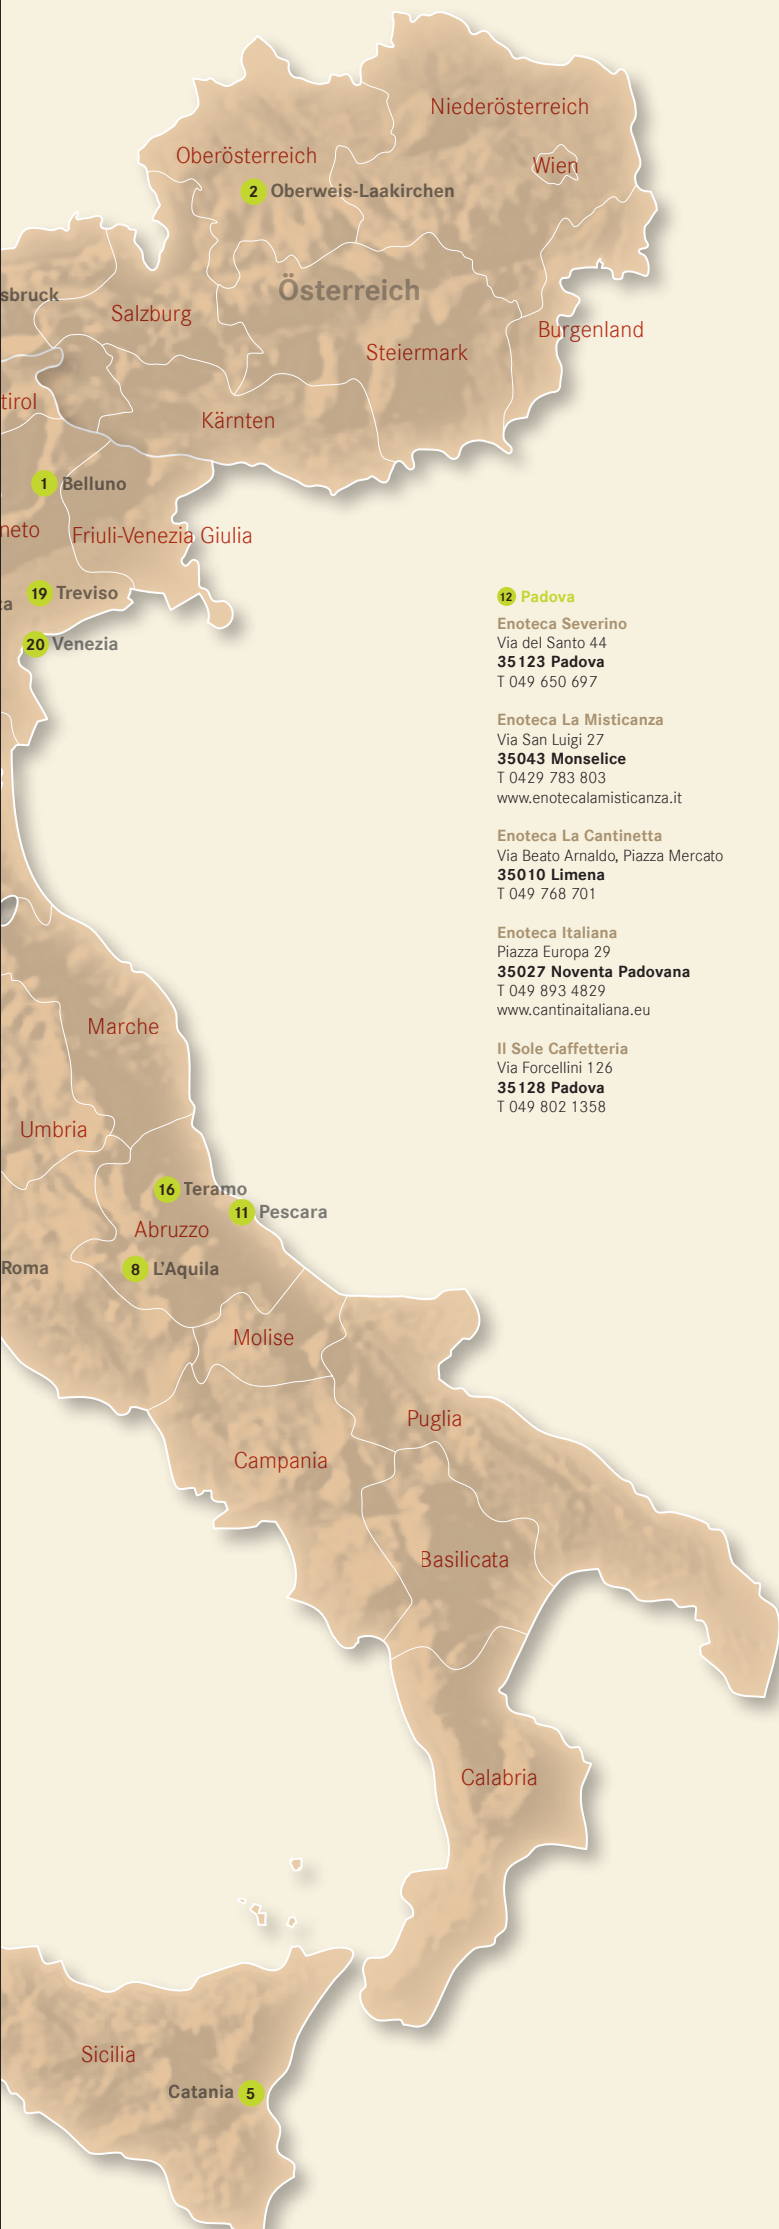 Niederösterreich
Oberösterreich
Wien
2 Oberweis-Laakirchen
Österreich
sbruck
Salzburg
Burgenland
Steiermark
tirol
Kärnten
1 Belluno
neto
Friuli-Venezia Giulia
19 Treviso
za
20 Venezia
12 Padova
Enoteca Severino
Via del Santo 44
35123 Padova
T 049 650 697
Enoteca La Misticanza
Via San Luigi 27
35043 Monselice
T 0429 783 803
www.enotecalamisticanza.it
Enoteca La Cantinetta
Via Beato Arnaldo, Piazza Mercato
35010 Limena
T 049 768 701
Enoteca Italiana
Piazza Europa 29
35027 Noventa Padovana
T 049 893 4829
www.cantinaitaliana.eu
Il Sole Caffetteria
Via Forcellini 126
35128 Padova
T 049 802 1358
Marche
Umbria
16 Teramo
11 Pescara
Abruzzo
Roma
8 L'Aquila
Molise
Puglia
Campania
Basilicata
Calabria
Sicilia
Catania 5